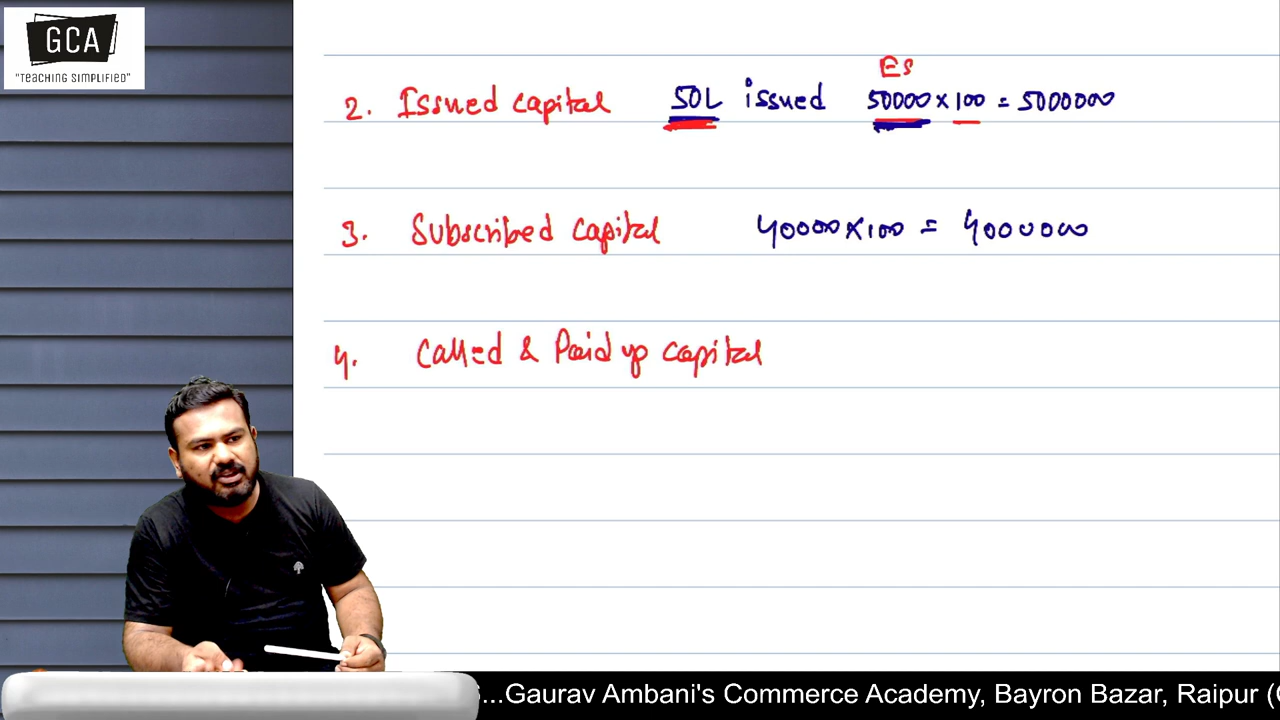 GCA
"TEACHING SIMPLIFIED"
ES
2. Issued capital 50L issued 50000 x 100 = 5000000
3. Subscribed capital 40000 x 100 = 4000000
4. Called & Paid up capital
...Gaurav Ambani's Commerce Academy, Bayron Bazar, Raipur (